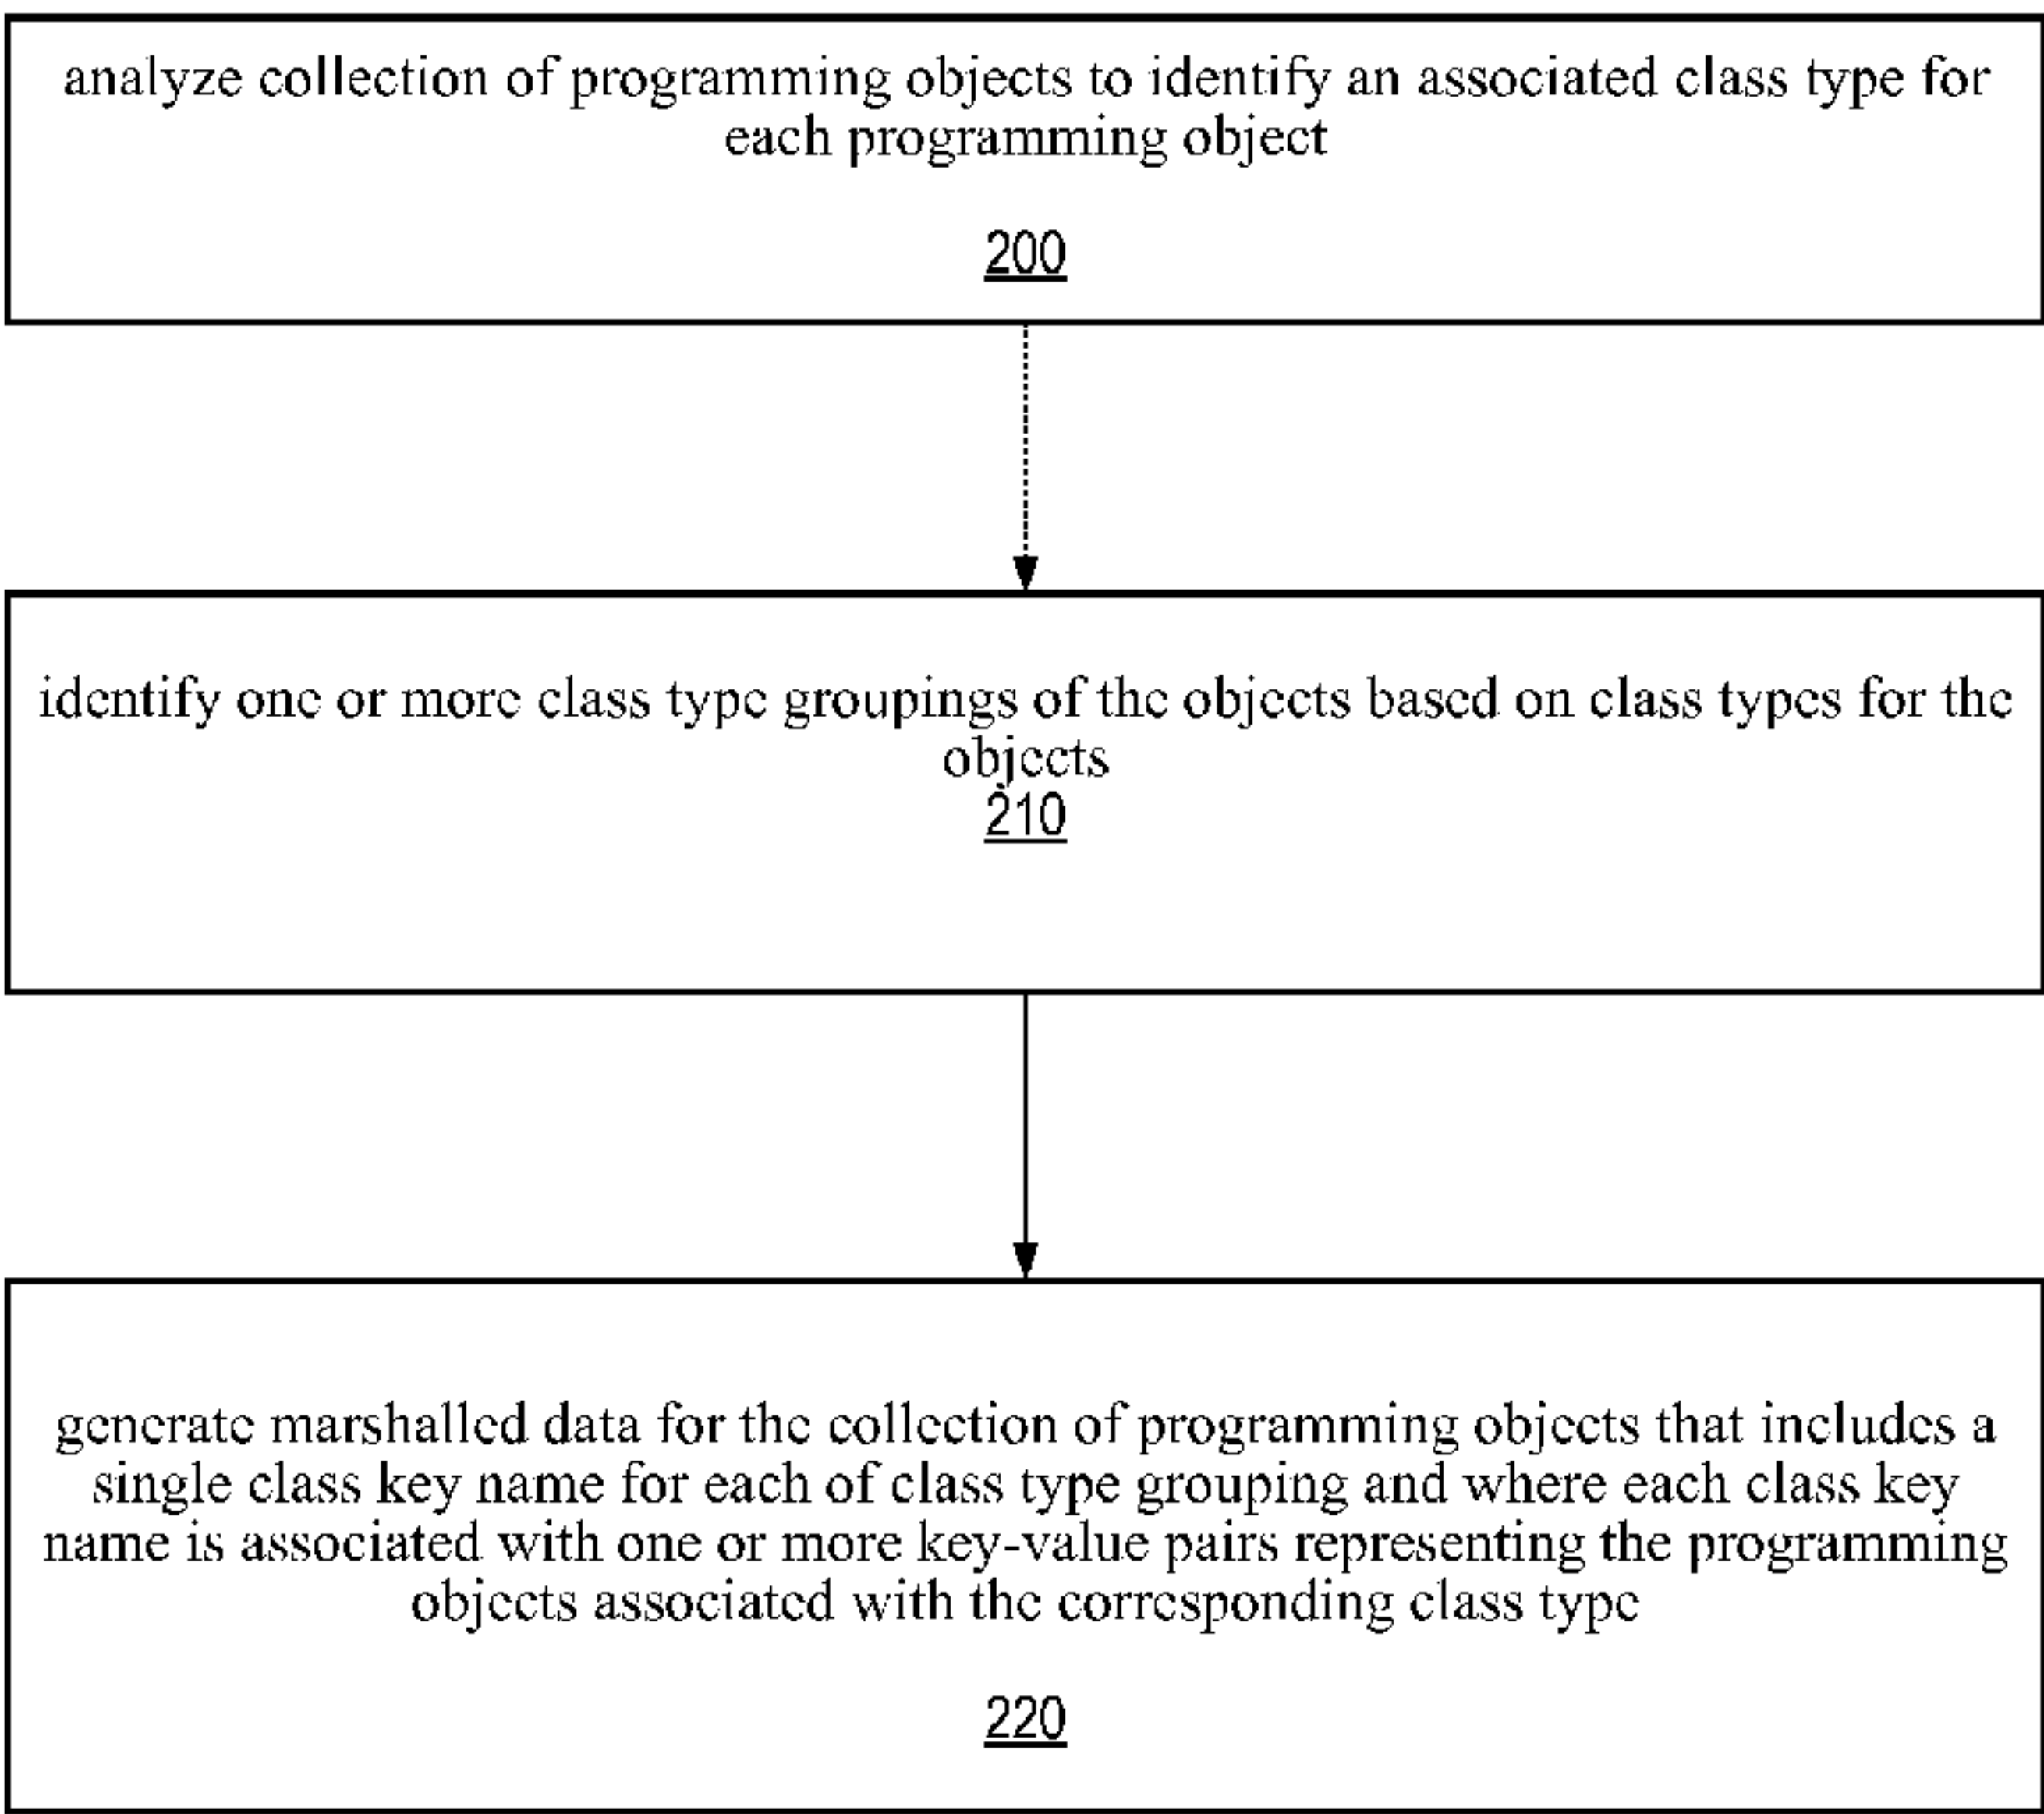 analyze collection of programming objects to identify an associated class type for
each programming object
200
identify one or more class type groupings of the objects based on class types for the
objects
210
generate marshalled data for the collection of programming objects that includes a
single class key name for each of class type grouping and where each class key
name is associated with one or more key-value pairs representing the programming
objects associated with the corresponding class type
220